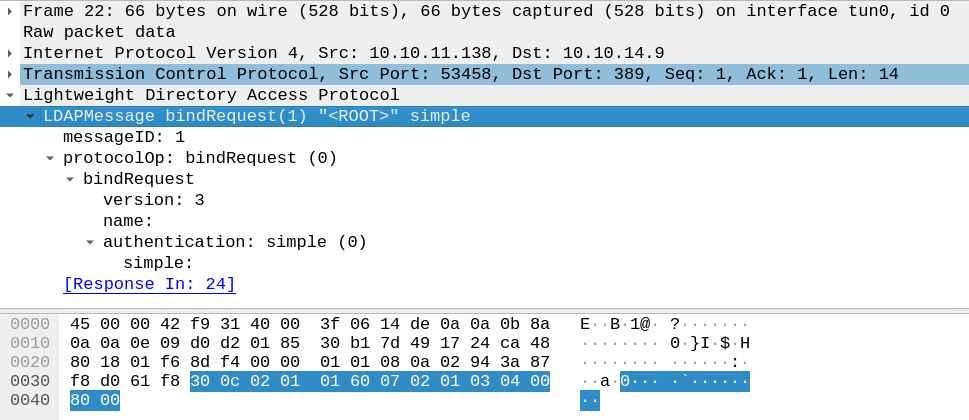 Frame 22: 66 bytes on wire (528 bits), 66 bytes captured (528 bits) on interface tun0, id 0
Raw packet data
Internet Protocol Version 4, Src: 10.10.11.138, Dst: 10.10.14.9
Transmission Control Protocol, Src Port: 53458, Dst Port: 389, Seq: 1, Ack: 1, Len: 14
Lightweight Directory Access Protocol
LDAPMessage bindRequest(1) "<ROOT>" simple
messageID: 1
protocolOp: bindRequest (0)
bindRequest
version: 3
name:
authentication: simple (0)
simple:
[Response In: 24]
0000 45 00 00 42 f9 31 40 00 3f 06 14 de 0a 0a 0b 8a E··B·1@· ?·······
0010 0a 0a 0e 09 d0 d2 01 85 30 b1 7d 49 17 24 ca 48 ········ 0·}I·$·H
0020 80 18 01 f6 8d f4 00 00 01 01 08 0a 02 94 3a 87 ········ ······:·
0030 f8 d0 61 f8 30 0c 02 01 01 60 07 02 01 03 04 00 ··a·0··· ·`······
0040 80 00 ··